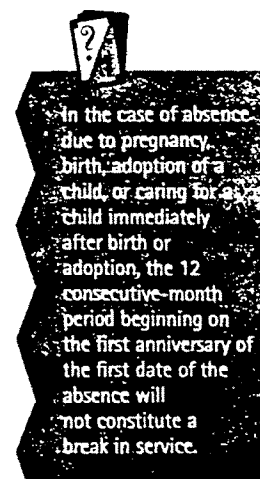 ?
In the case of absence
due to pregnancy,
birth, adoption of a
child, or caring for a
child immediately
after birth or
adoption, the 12
consecutive-month
period beginning on
the first anniversary of
the first date of the
absence will
not constitute a
break in service.